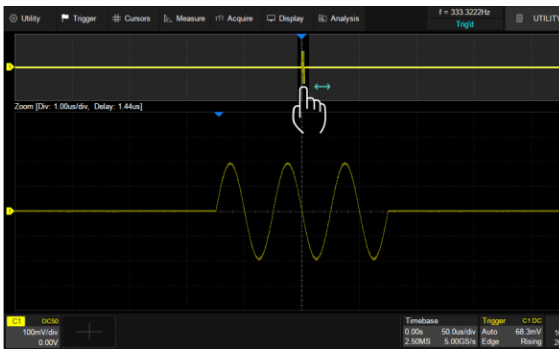 Utility Trigger Cursors Measure Acquire Display Analysis f = 333.3222Hz UTILITY
Trig'd
Zoom [Div: 1.00us/div, Delay: 1.44us]
C1 DC50
100mV/div
0.00V
Timebase
0.00s 50.0us/div
2.50MS 5.00GS/s
Trigger C1 DC
Auto 68.3mV
Edge Rising